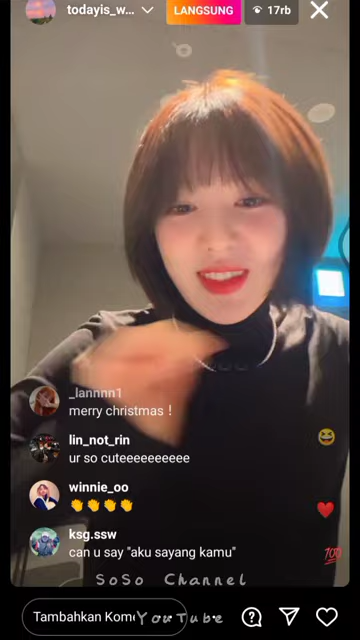 todayis_w...
LANGSUNG
17rb
_lannnn1
merry christmas !
lin_not_rin
ur so cuteeeeeeeeee
winnie_oo
👏👏👏👏
ksg.ssw
can u say "aku sayang kamu"
💯
SoSo Channel
Tambahkan Kom
YouTube